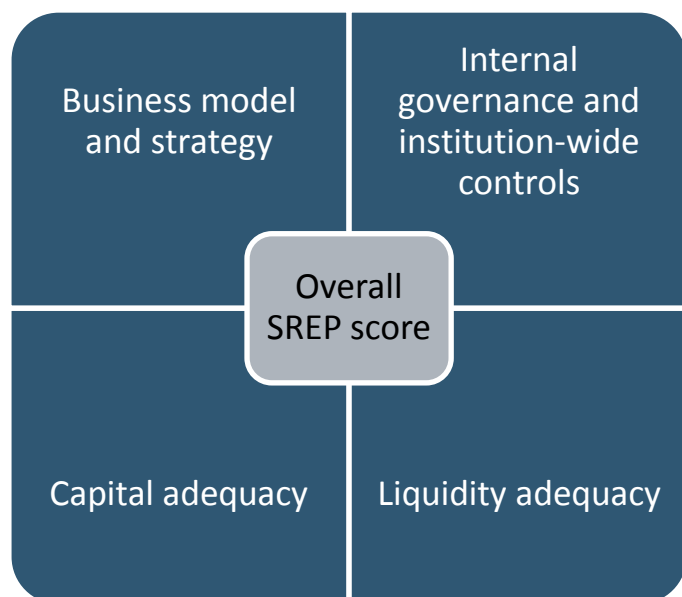 Business model
and strategy
Internal
governance and
institution-wide
controls
Overall
SREP score
Capital adequacy
Liquidity adequacy